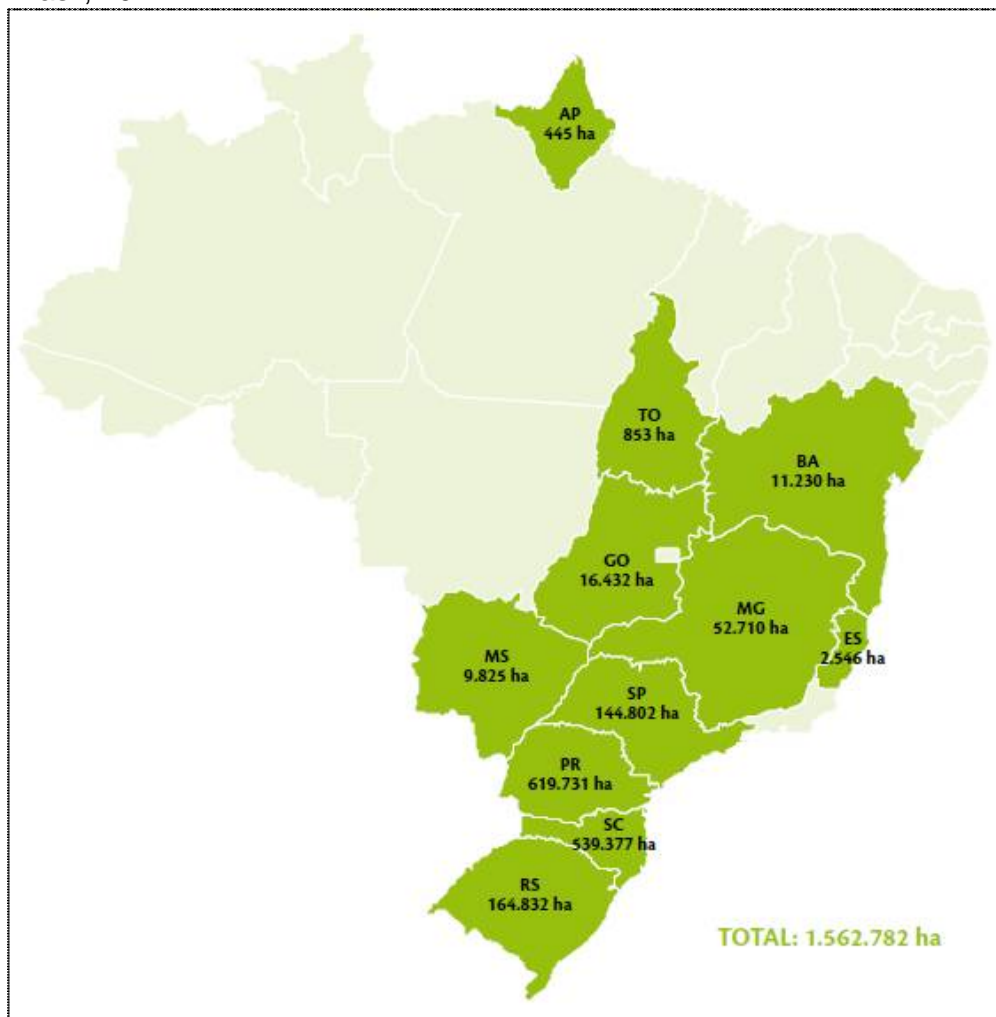 AP
445 ha
TO
853 ha
BA
11.230 ha
GO
16.432 ha
MG
52.710 ha
ES
2.546 ha
MS
9.825 ha
SP
144.802 ha
PR
619.731 ha
SC
539.377 ha
RS
164.832 ha
TOTAL: 1.562.782 ha